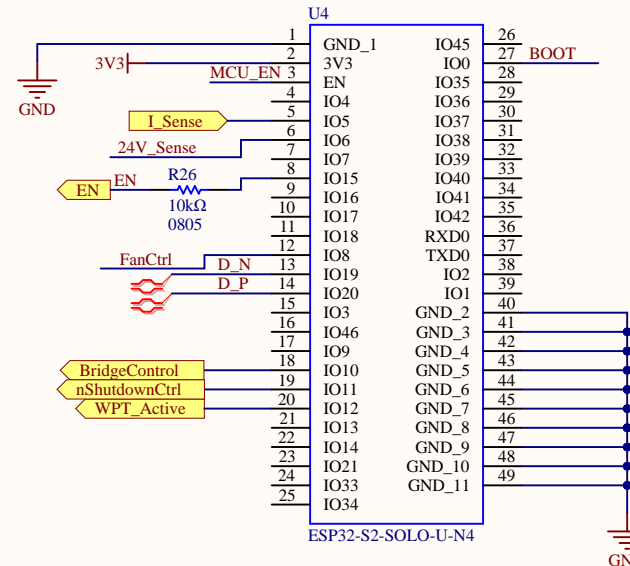 U4
1 GND_1 IO45 26
3V3 2 3V3 IO0 27 BOOT
MCU_EN 3 EN IO35 28
4 IO4 IO36 29
I_Sense 5 IO5 IO37 30
24V_Sense 6 IO6 IO38 31
7 IO7 IO39 32
EN EN R26 8 IO15 IO40 33
10kΩ 9 IO16 IO41 34
0805 10 IO17 IO42 35
11 IO18 RXD0 36
FanCtrl 12 IO8 TXD0 37
D_N 13 IO19 IO2 38
D_P 14 IO20 IO1 39
15 IO3 GND_2 40
16 IO46 GND_3 41
17 IO9 GND_4 42
BridgeControl 18 IO10 GND_5 43
nShutdownCtrl 19 IO11 GND_6 44
WPT_Active 20 IO12 GND_7 45
21 IO13 GND_8 46
22 IO14 GND_9 47
23 IO21 GND_10 48
24 IO33 GND_11 49
25 IO34
GND
ESP32-S2-SOLO-U-N4